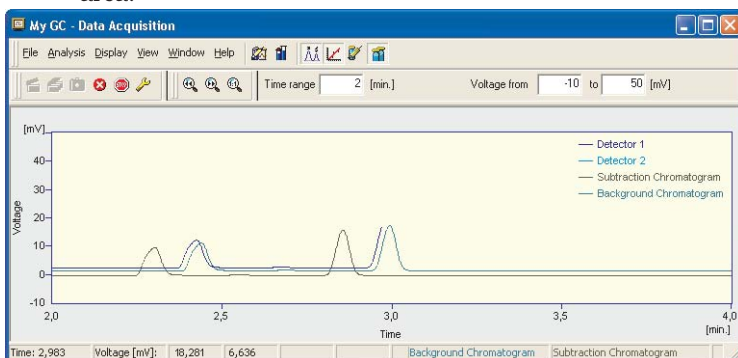 My GC - Data Acquisition
File Analysis Display View Window Help
Time range 2 [min.] Voltage from -10 to 50 [mV]
[mV]
Detector 1
Detector 2
Subtraction Chromatogram
Background Chromatogram
40
30
20
10
0
-10
Voltage
2,0 2,5 3,0 3,5 4,0
Time [min.]
Time: 2,983 Voltage [mV]: 18,281 6,636 Background Chromatogram Subtraction Chromatogram